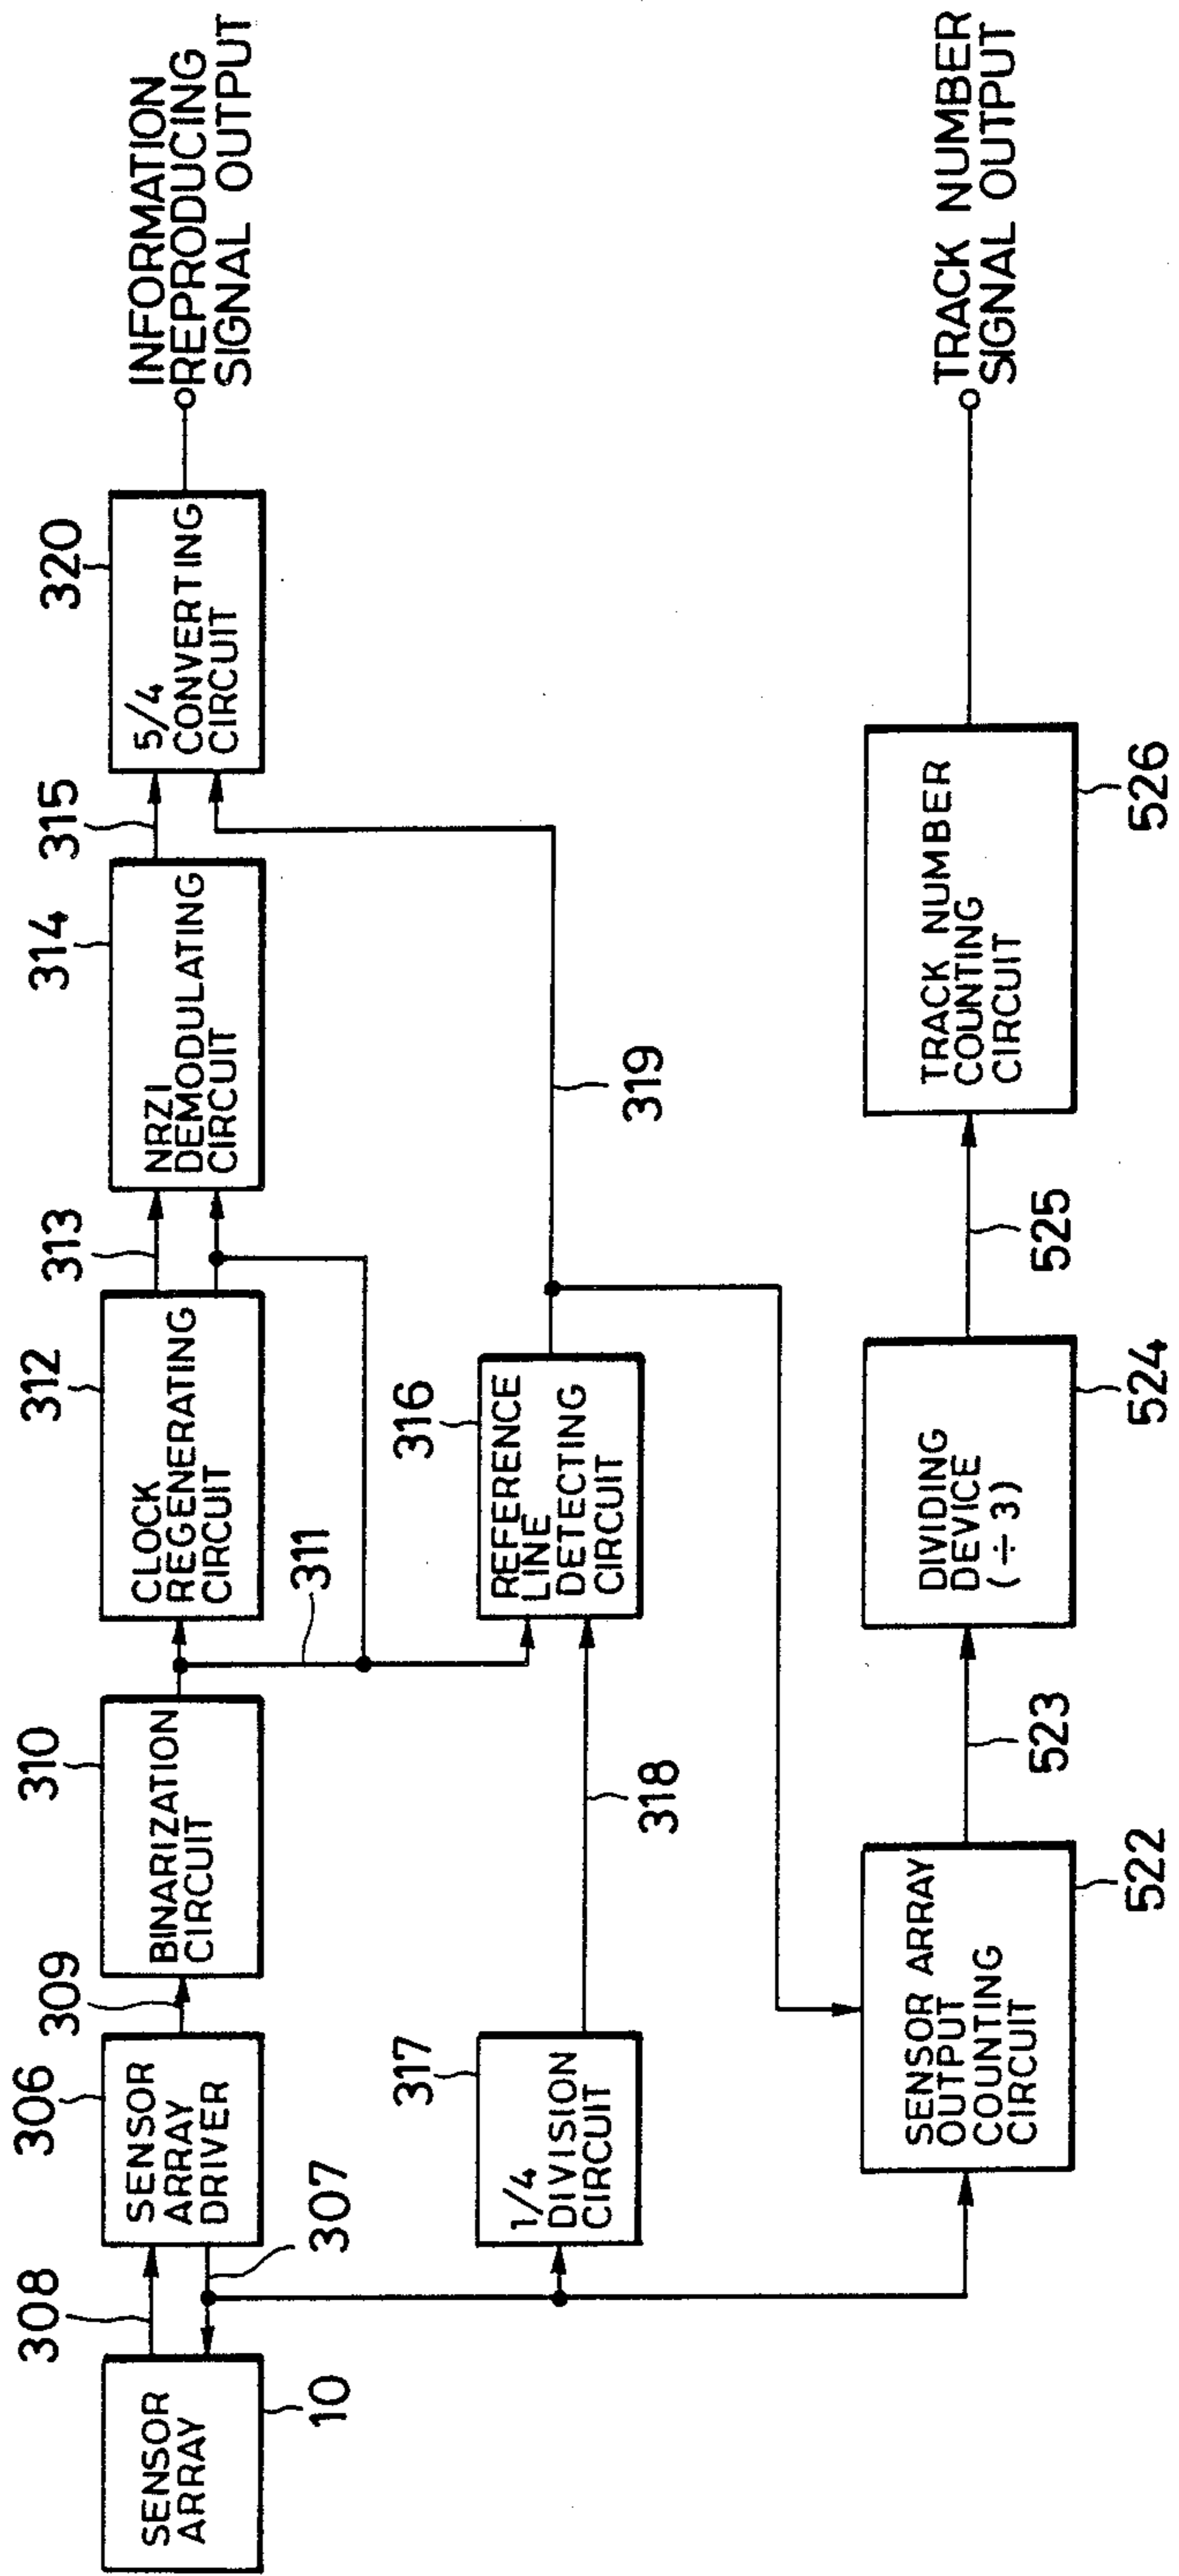 308
306
309
310
312
313
314
315
320
SENSOR
ARRAY
10
SENSOR
ARRAY
DRIVER
307
BINARIZATION
CIRCUIT
311
CLOCK
REGENERATING
CIRCUIT
NRZI
DEMODULATING
CIRCUIT
5/4
CONVERTING
CIRCUIT
INFORMATION
REPRODUCING
SIGNAL OUTPUT
317
1/4
DIVISION
CIRCUIT
318
316
REFERENCE
LINE
DETECTING
CIRCUIT
319
SENSOR ARRAY
OUTPUT
COUNTING
CIRCUIT
522
523
DIVIDING
DEVICE
(÷3)
524
525
TRACK NUMBER
COUNTING
CIRCUIT
526
TRACK NUMBER
SIGNAL OUTPUT